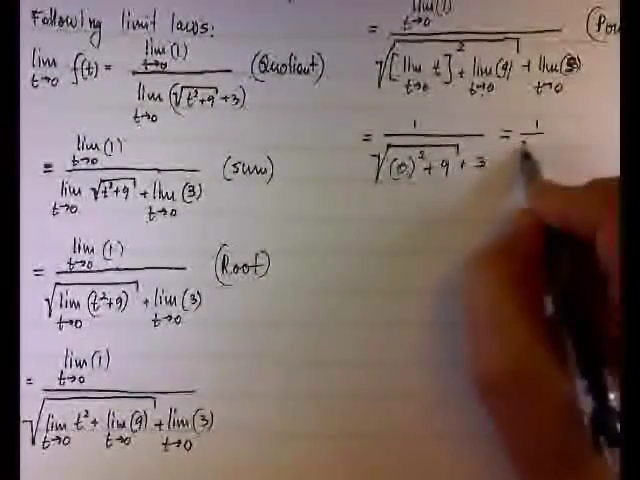 Following limit laws:
lim t→0 f(t) = lim t→0 (1) / lim t→0 (√(t²+9) + 3) (Quotient)
= lim t→0 (1) / lim t→0 √(t²+9) + lim t→0 (3) (Sum)
= lim t→0 (1) / √(lim t→0 (t²+9)) + lim t→0 (3) (Root)
= lim t→0 (1) / √(lim t→0 t² + lim t→0 (9)) + lim t→0 (3)
= lim t→0 (1) / √([lim t→0 t]² + lim t→0 (9)) + lim t→0 (3) (Po
= 1 / √((0)² + 9) + 3 = 1